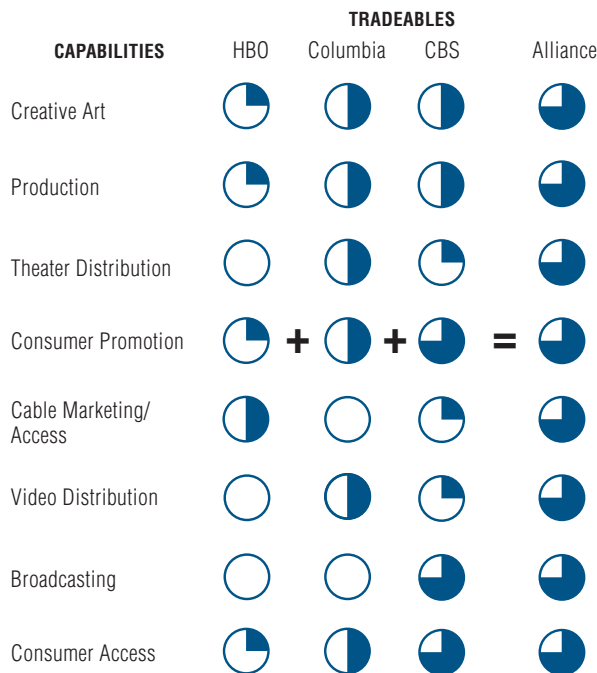 TRADEABLES
CAPABILITIES HBO Columbia CBS Alliance
Creative Art
Production
Theater Distribution
Consumer Promotion + + =
Cable Marketing/
Access
Video Distribution
Broadcasting
Consumer Access